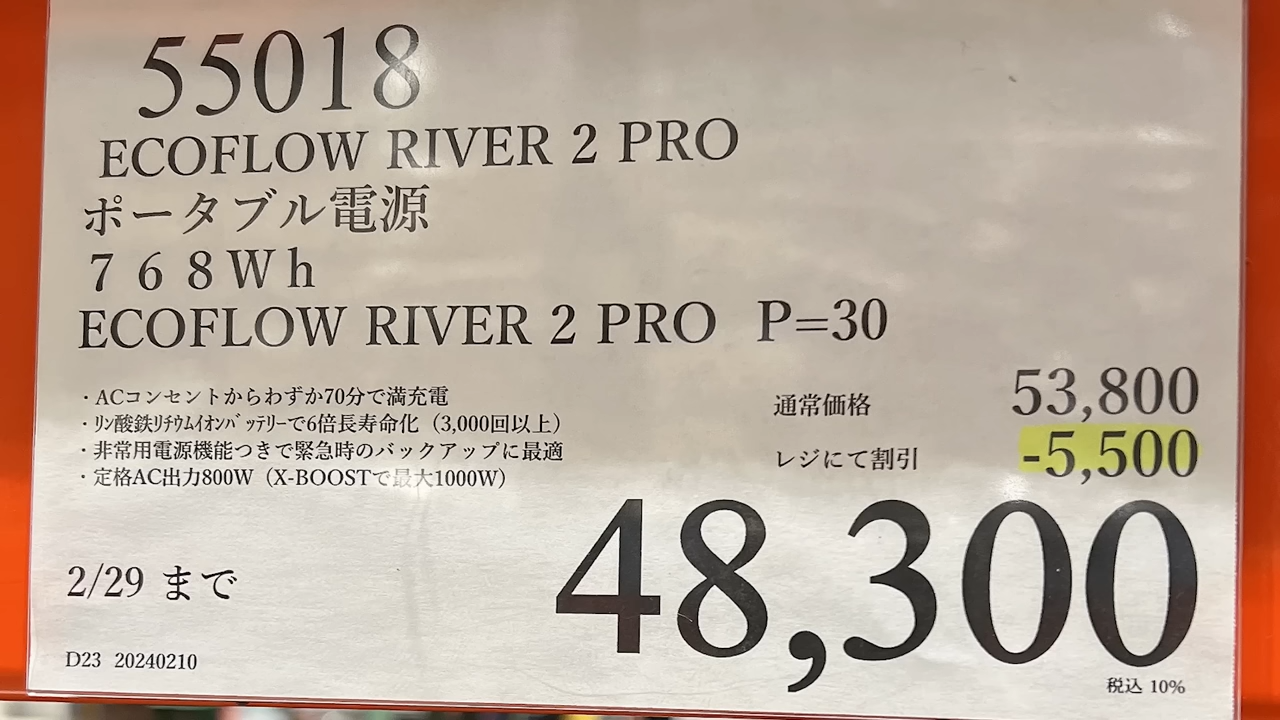 55018
ECOFLOW RIVER 2 PRO
ポータブル電源
７６８Ｗｈ
ECOFLOW RIVER 2 PRO P=30
・ACコンセントからわずか70分で満充電
・ﾘﾝ酸鉄ﾘﾁｳﾑｲｵﾝﾊﾞｯﾃﾘｰで6倍長寿命化（3,000回以上）
・非常用電源機能つきで緊急時のバックアップに最適
・定格AC出力800W（X-BOOSTで最大1000W）
通常価格 53,800
レジにて割引 -5,500
48,300
2/29 まで
D23 20240210
税込 10%